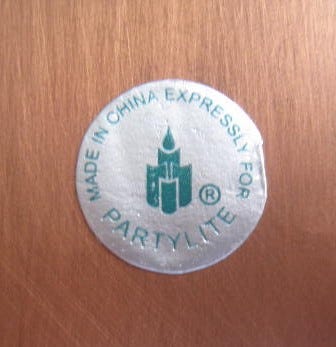 MADE IN CHINA EXPRESSLY FOR
PARTYLITE
®